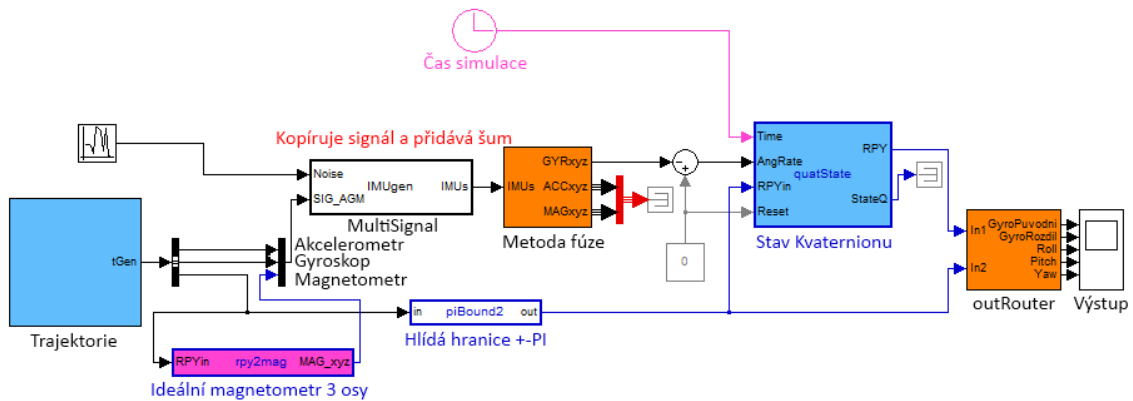 Čas simulace
Kopíruje signál a přidává šum
Noise
SIG_AGM
IMUgen
IMUs
MultiSignal
IMUs
GYRxyz
ACCxyz
MAGxyz
Metoda fúze
-
+
0
Time
AngRate
RPYin
Reset
quatState
RPY
StateQ
Stav Kvaternionu
tGen
Trajektorie
Akcelerometr
Gyroskop
Magnetometr
RPYin
rpy2mag
MAG_xyz
Ideální magnetometr 3 osy
in
piBound2
out
Hlídá hranice +-PI
In1
In2
GyroPuvodni
GyroRozdil
Roll
Pitch
Yaw
outRouter
Výstup